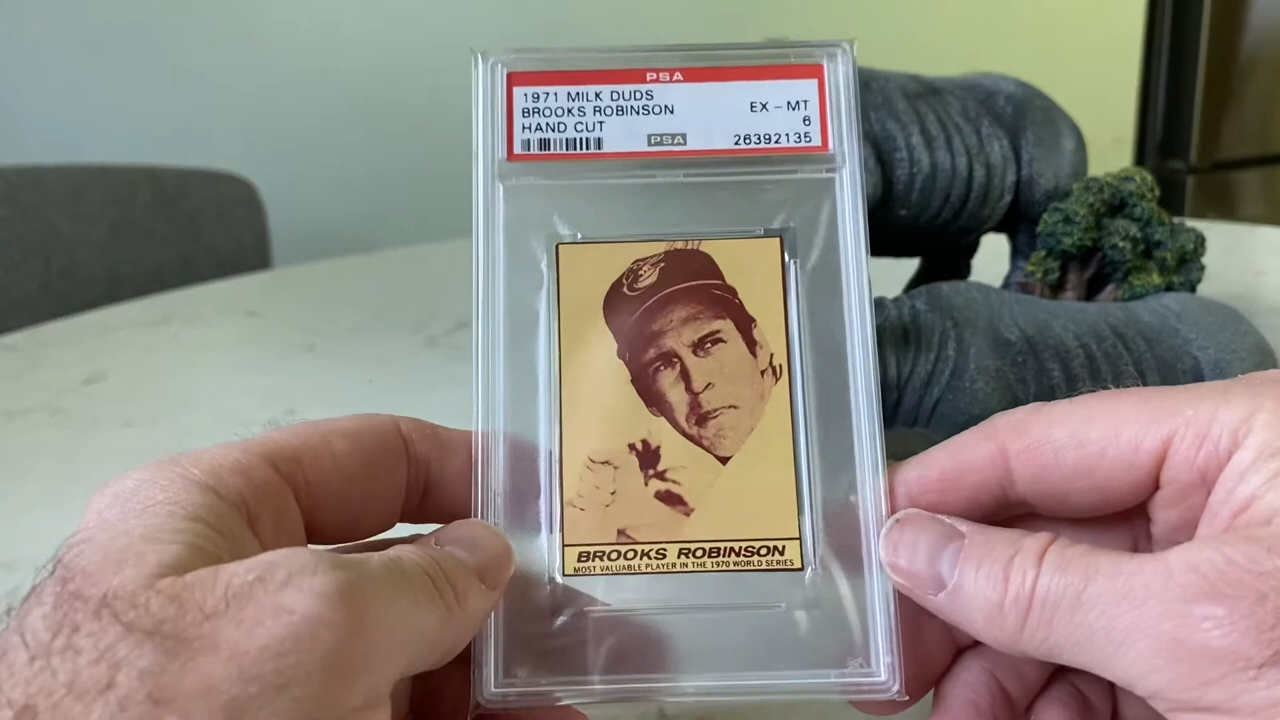 PSA
1971 MILK DUDS
BROOKS ROBINSON
HAND CUT
EX - MT
6
PSA
26392135
BROOKS ROBINSON
MOST VALUABLE PLAYER IN THE 1970 WORLD SERIES